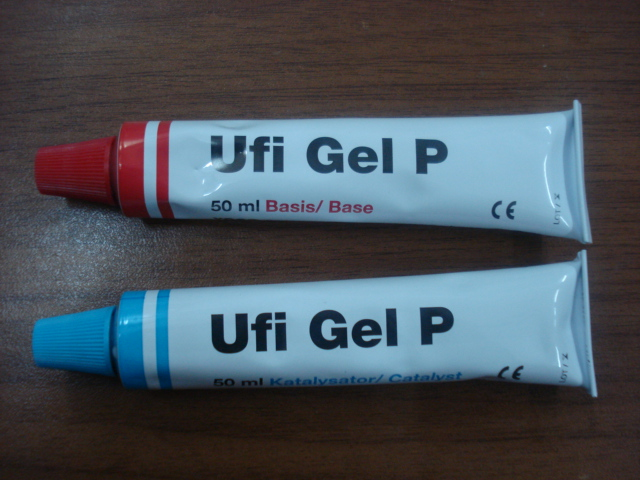 Ufi Gel P
50 ml Basis/ Base
CE
Ufi Gel P
50 ml Katalysator/ Catalyst
CE